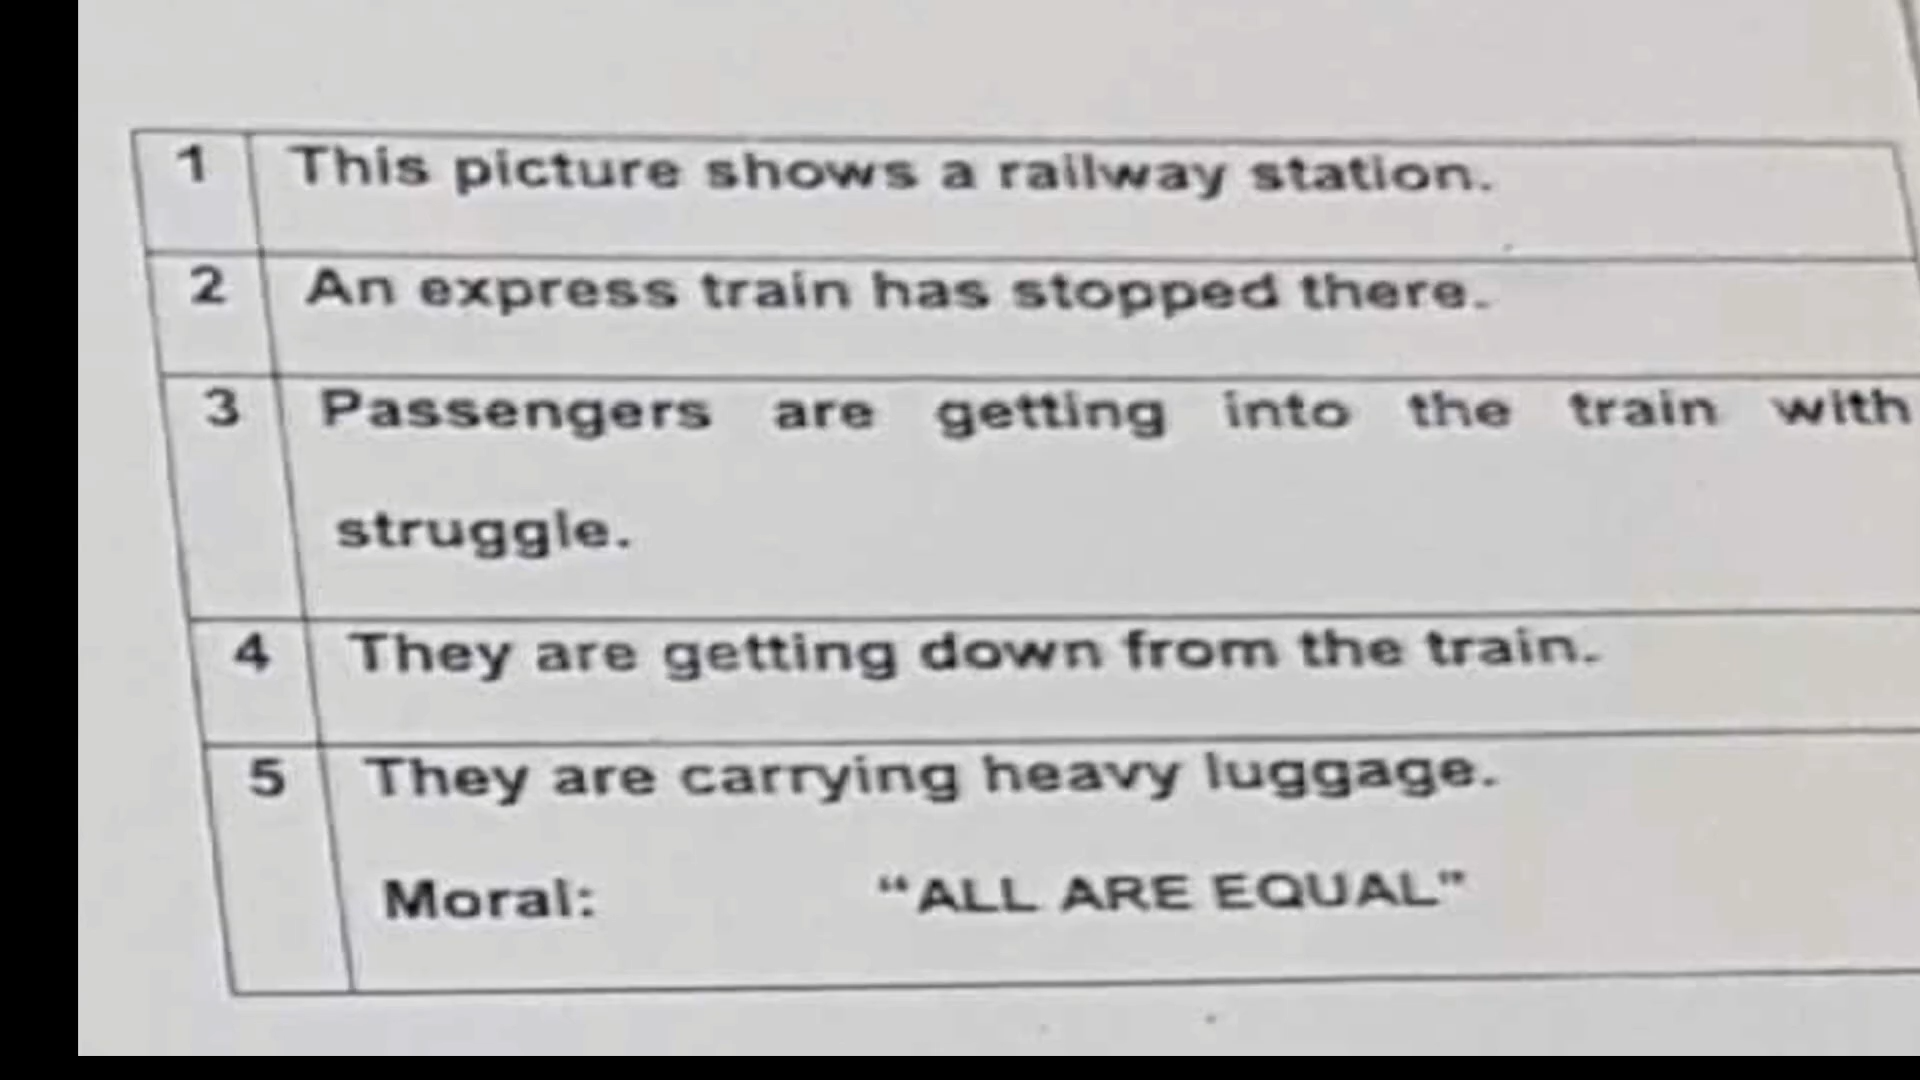 1 This picture shows a railway station.
2 An express train has stopped there.
3 Passengers are getting into the train with
struggle.
4 They are getting down from the train.
5 They are carrying heavy luggage.
Moral: “ALL ARE EQUAL”